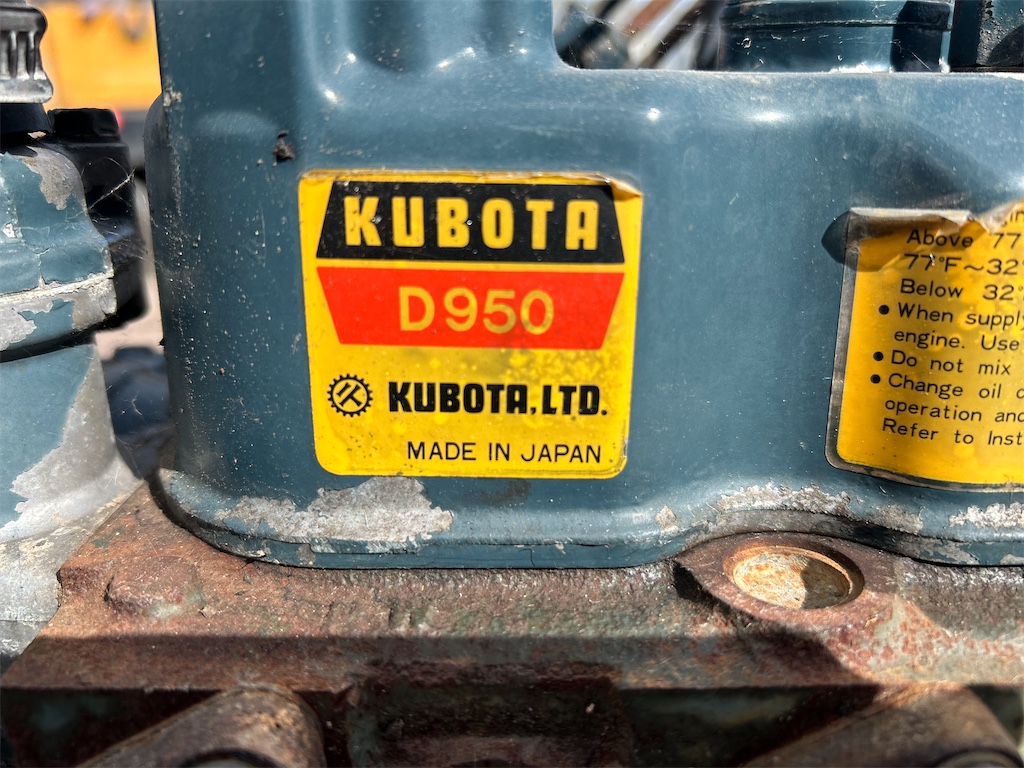 KUBOTA
D950
KUBOTA, LTD.
MADE IN JAPAN
Above 77
77°F~32°
Below 32°
• When supply
engine. Use
• Do not mix
• Change oil
operation and
Refer to Inst